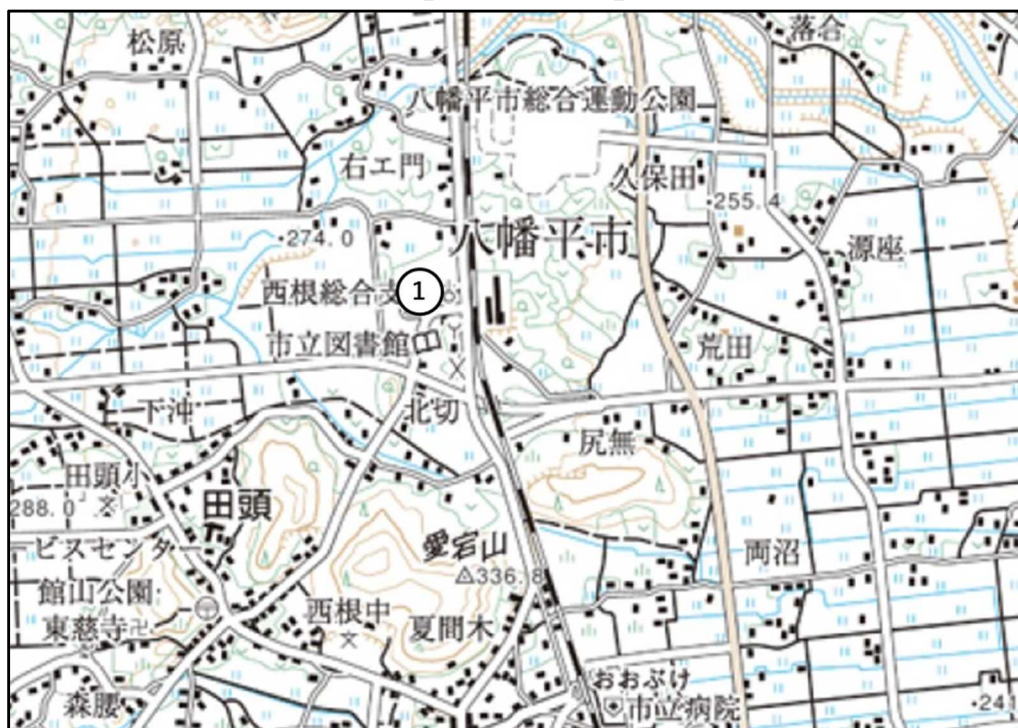 松原
落合
八幡平市総合運動公園
右エ門
久保田
・255.4
八幡平市
源座
・274.0
西根総合支
①
市立図書館
荒田
下沖
北切
尻無
田頭小
288.0
田頭
ービスセンター
愛宕山
両沼
336.8
館山公園
西根中
夏間木
東慈寺
おおぶけ
森腰
市立病院
・241